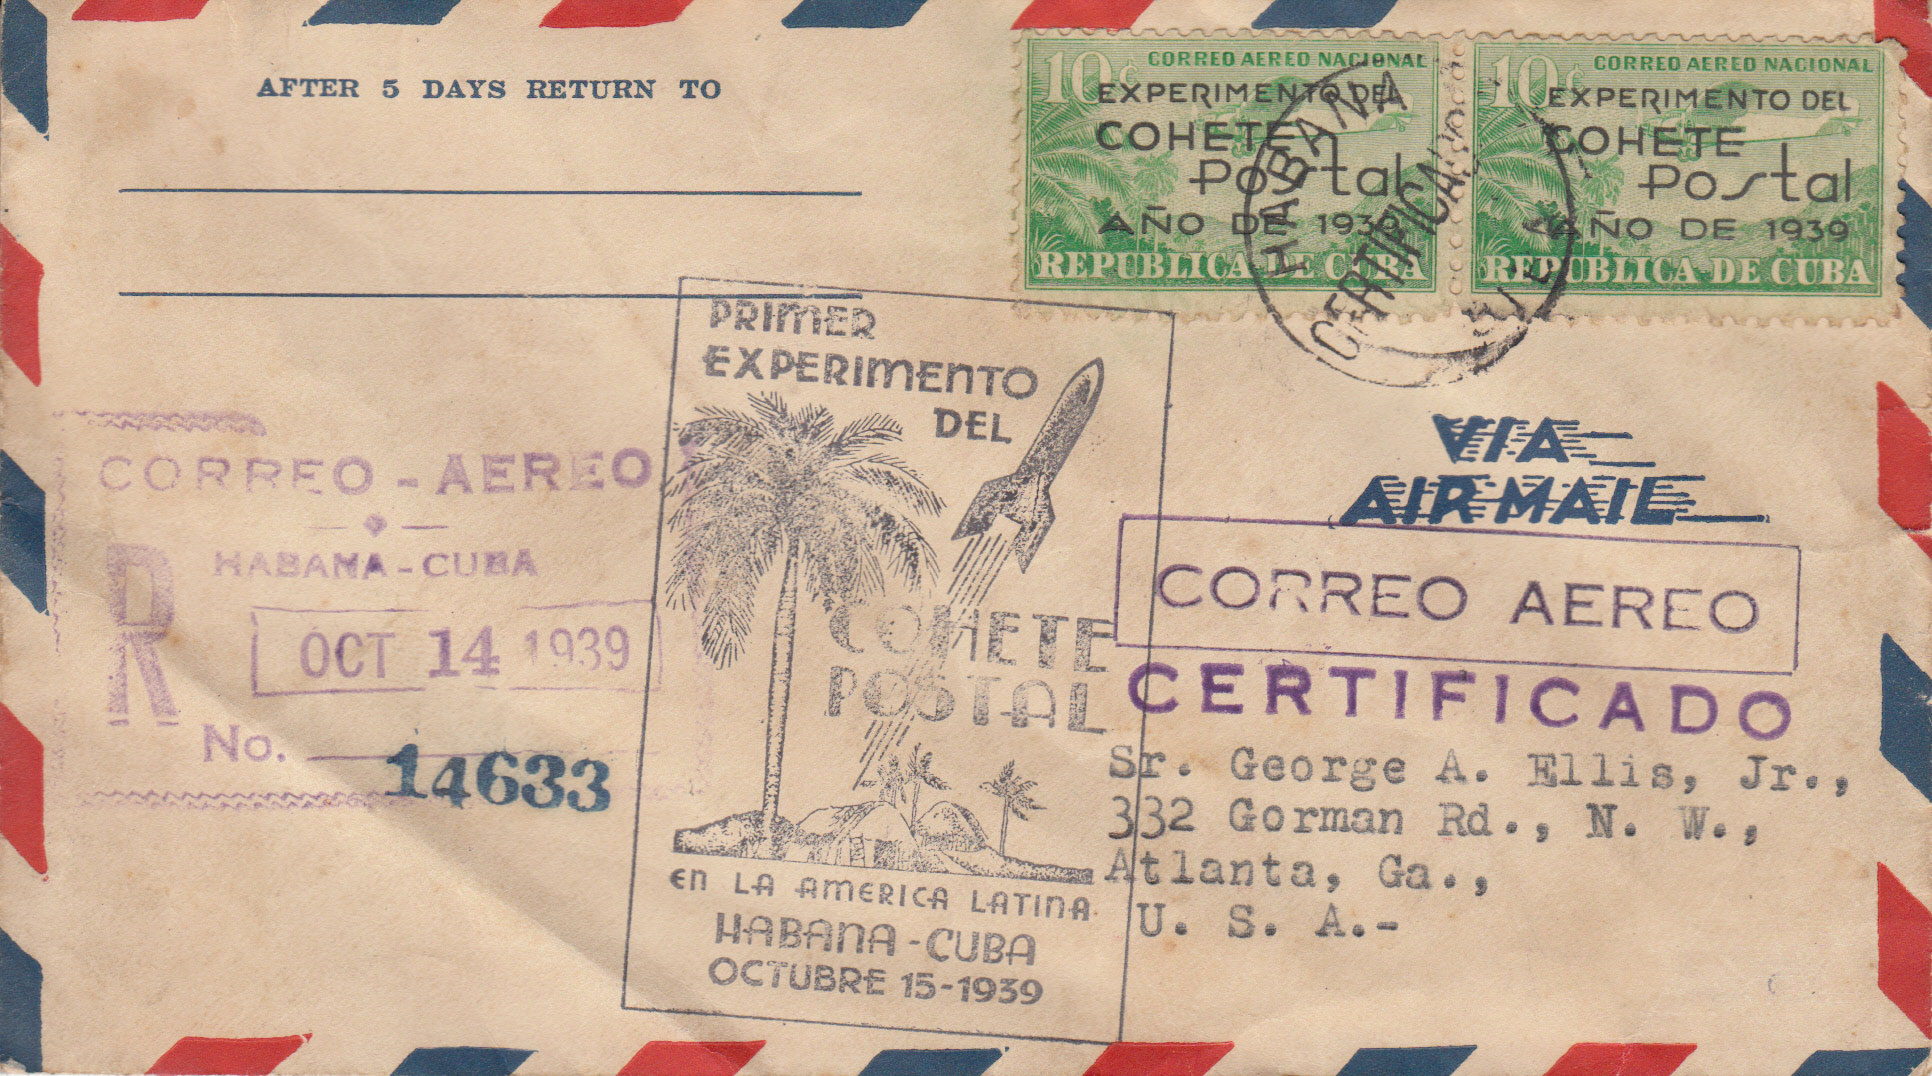 AFTER 5 DAYS RETURN TO
10¢ CORREO AEREO NACIONAL
EXPERIMENTO DEL
COHETE
Postal
AÑO DE 1939
REPUBLICA DE CUBA
10¢ CORREO AEREO NACIONAL
EXPERIMENTO DEL
COHETE
Postal
AÑO DE 1939
REPUBLICA DE CUBA
HABANA
CERTIFICADO
PRIMER
EXPERIMENTO
DEL
COHETE
POSTAL
En LA AMERICA LATINA
HABANA-CUBA
OCTUBRE 15-1939
CORREO-AEREO
HABANA-CUBA
R
OCT 14 1939
No. 14633
VIA
AIR MAIL
CORREO AEREO
CERTIFICADO
Sr. George A. Ellis, Jr.,
332 Gorman Rd., N. W.,
Atlanta, Ga.,
U. S. A.-